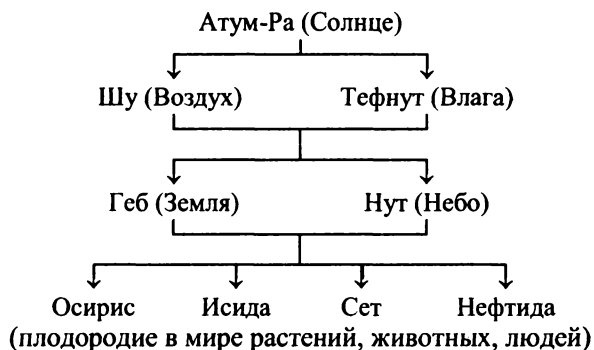 Атум-Ра (Солнце)
Шу (Воздух) Тефнут (Влага)
Геб (Земля) Нут (Небо)
Осирис Исида Сет Нефтида
(плодородие в мире растений, животных, людей)